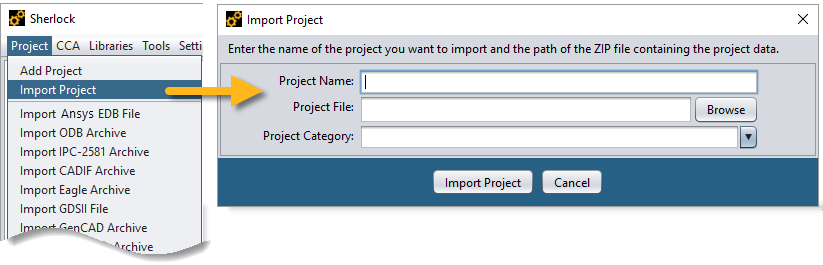 Sherlock
Project CCA Libraries Tools
Add Project
Import Project
Import Ansys EDB File
Import ODB Archive
Import IPC-2581 Archive
Import CADIF Archive
Import Eagle Archive
Import GDSII File
Import GenCAD Archive
Archive
Import Project
Enter the name of the project you want to import and the path of the ZIP file containing the project data.
Project Name:
Project File:
Browse
Project Category:
Import Project Cancel